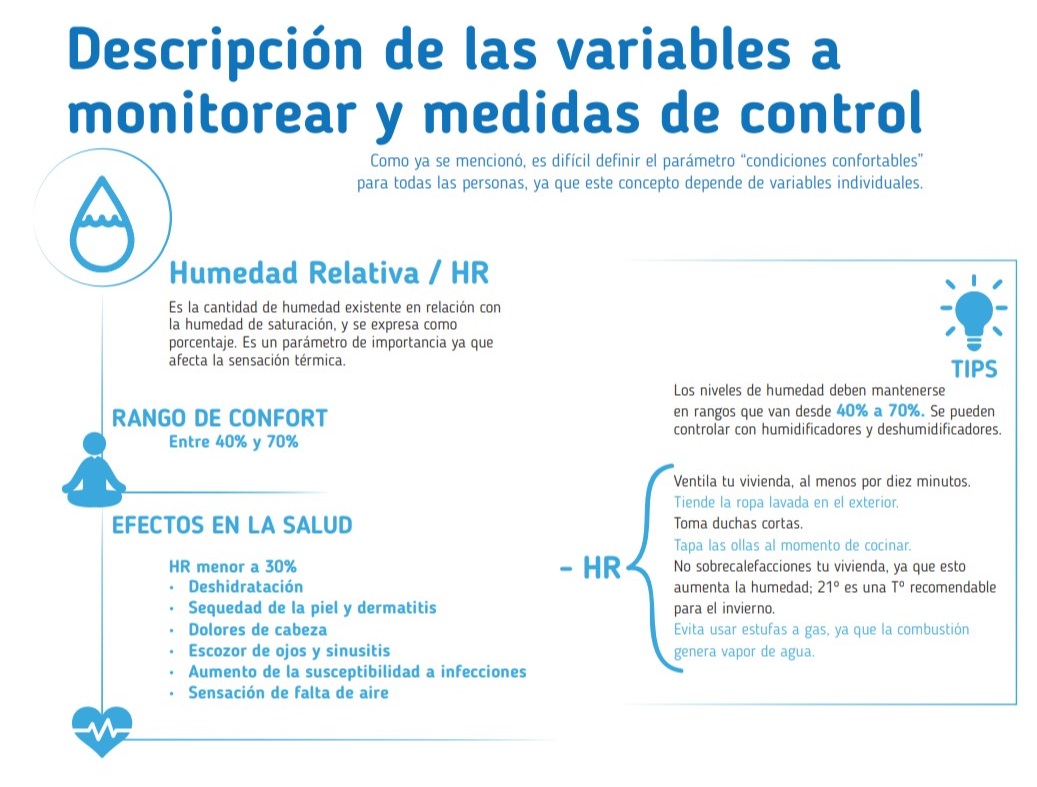 Descripción de las variables a
monitorear y medidas de control
Como ya se mencionó, es difícil definir el parámetro “condiciones confortables”
para todas las personas, ya que este concepto depende de variables individuales.
Humedad Relativa / HR
Es la cantidad de humedad existente en relación con
la humedad de saturación, y se expresa como
porcentaje. Es un parámetro de importancia ya que
afecta la sensación térmica.
RANGO DE CONFORT
Entre 40% y 70%
EFECTOS EN LA SALUD
HR menor a 30%
• Deshidratación
• Sequedad de la piel y dermatitis
• Dolores de cabeza
• Escozor de ojos y sinusitis
• Aumento de la susceptibilidad a infecciones
• Sensación de falta de aire
TIPS
Los niveles de humedad deben mantenerse
en rangos que van desde 40% a 70%. Se pueden
controlar con humidificadores y deshumidificadores.
- HR
Ventila tu vivienda, al menos por diez minutos.
Tiende la ropa lavada en el exterior.
Toma duchas cortas.
Tapa las ollas al momento de cocinar.
No sobrecalefacciones tu vivienda, ya que esto
aumenta la humedad; 21º es una Tº recomendable
para el invierno.
Evita usar estufas a gas, ya que la combustión
genera vapor de agua.